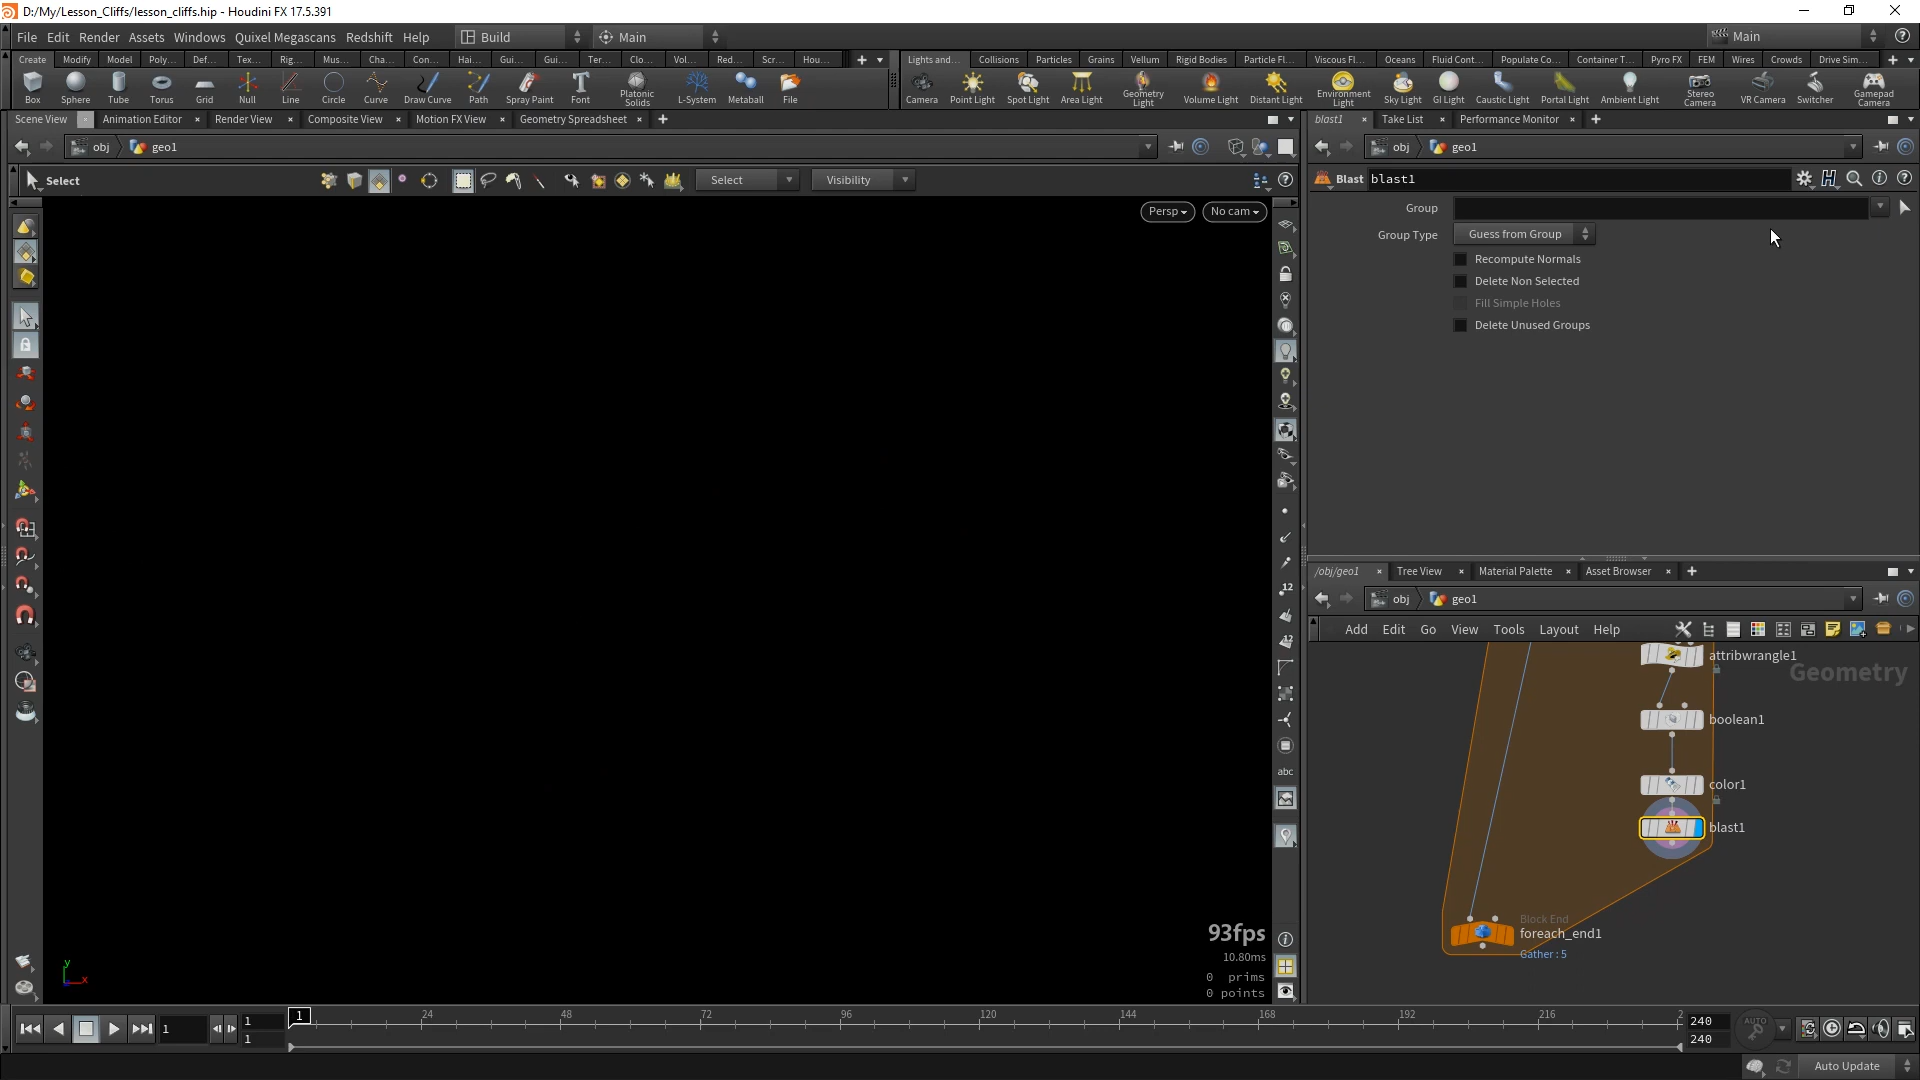 D:/My/Lesson_Cliffs/lesson_cliffs.hip - Houdini FX 17.5.391
File Edit Render Assets Windows Quixel Megascans Redshift Help Build Main Main
Create Modify Model Poly... Def... Tex... Rig... Mus... Cha... Con... Hai... Gui... Gui... Ter... Clo... Vol... Red... Scr... Hou...
Lights and... Collisions Particles Grains Vellum Rigid Bodies Particle Fl... Viscous Fl... Oceans Fluid Cont... Populate Co... Container T... Pyro FX FEM Wires Crowds Drive Sim...
Box Sphere Tube Torus Grid Null Line Circle Curve Draw Curve Path Spray Paint Font Platonic Solids L-System Metaball File
Camera Point Light Spot Light Area Light Geometry Light Volume Light Distant Light Environment Light Sky Light GI Light Caustic Light Portal Light Ambient Light Stereo Camera VR Camera Switcher Gamepad Camera
Scene View Animation Editor Render View Composite View Motion FX View Geometry Spreadsheet
blast1 Take List Performance Monitor
obj geo1
obj geo1
Select Select Visibility
Blast blast1
Persp No cam
Group
Group Type Guess from Group
Recompute Normals
Delete Non Selected
Fill Simple Holes
Delete Unused Groups
/obj/geo1 Tree View Material Palette Asset Browser
obj geo1
Add Edit Go View Tools Layout Help
12
12
abc
attribwrangle1
Geometry
boolean1
color1
blast1
Block End
foreach_end1
Gather : 5
93fps
10.80ms
0 prims
0 points
y
x
1 1 1 1 24 48 72 96 120 144 168 192 216 2 240 240
AUTO
Auto Update